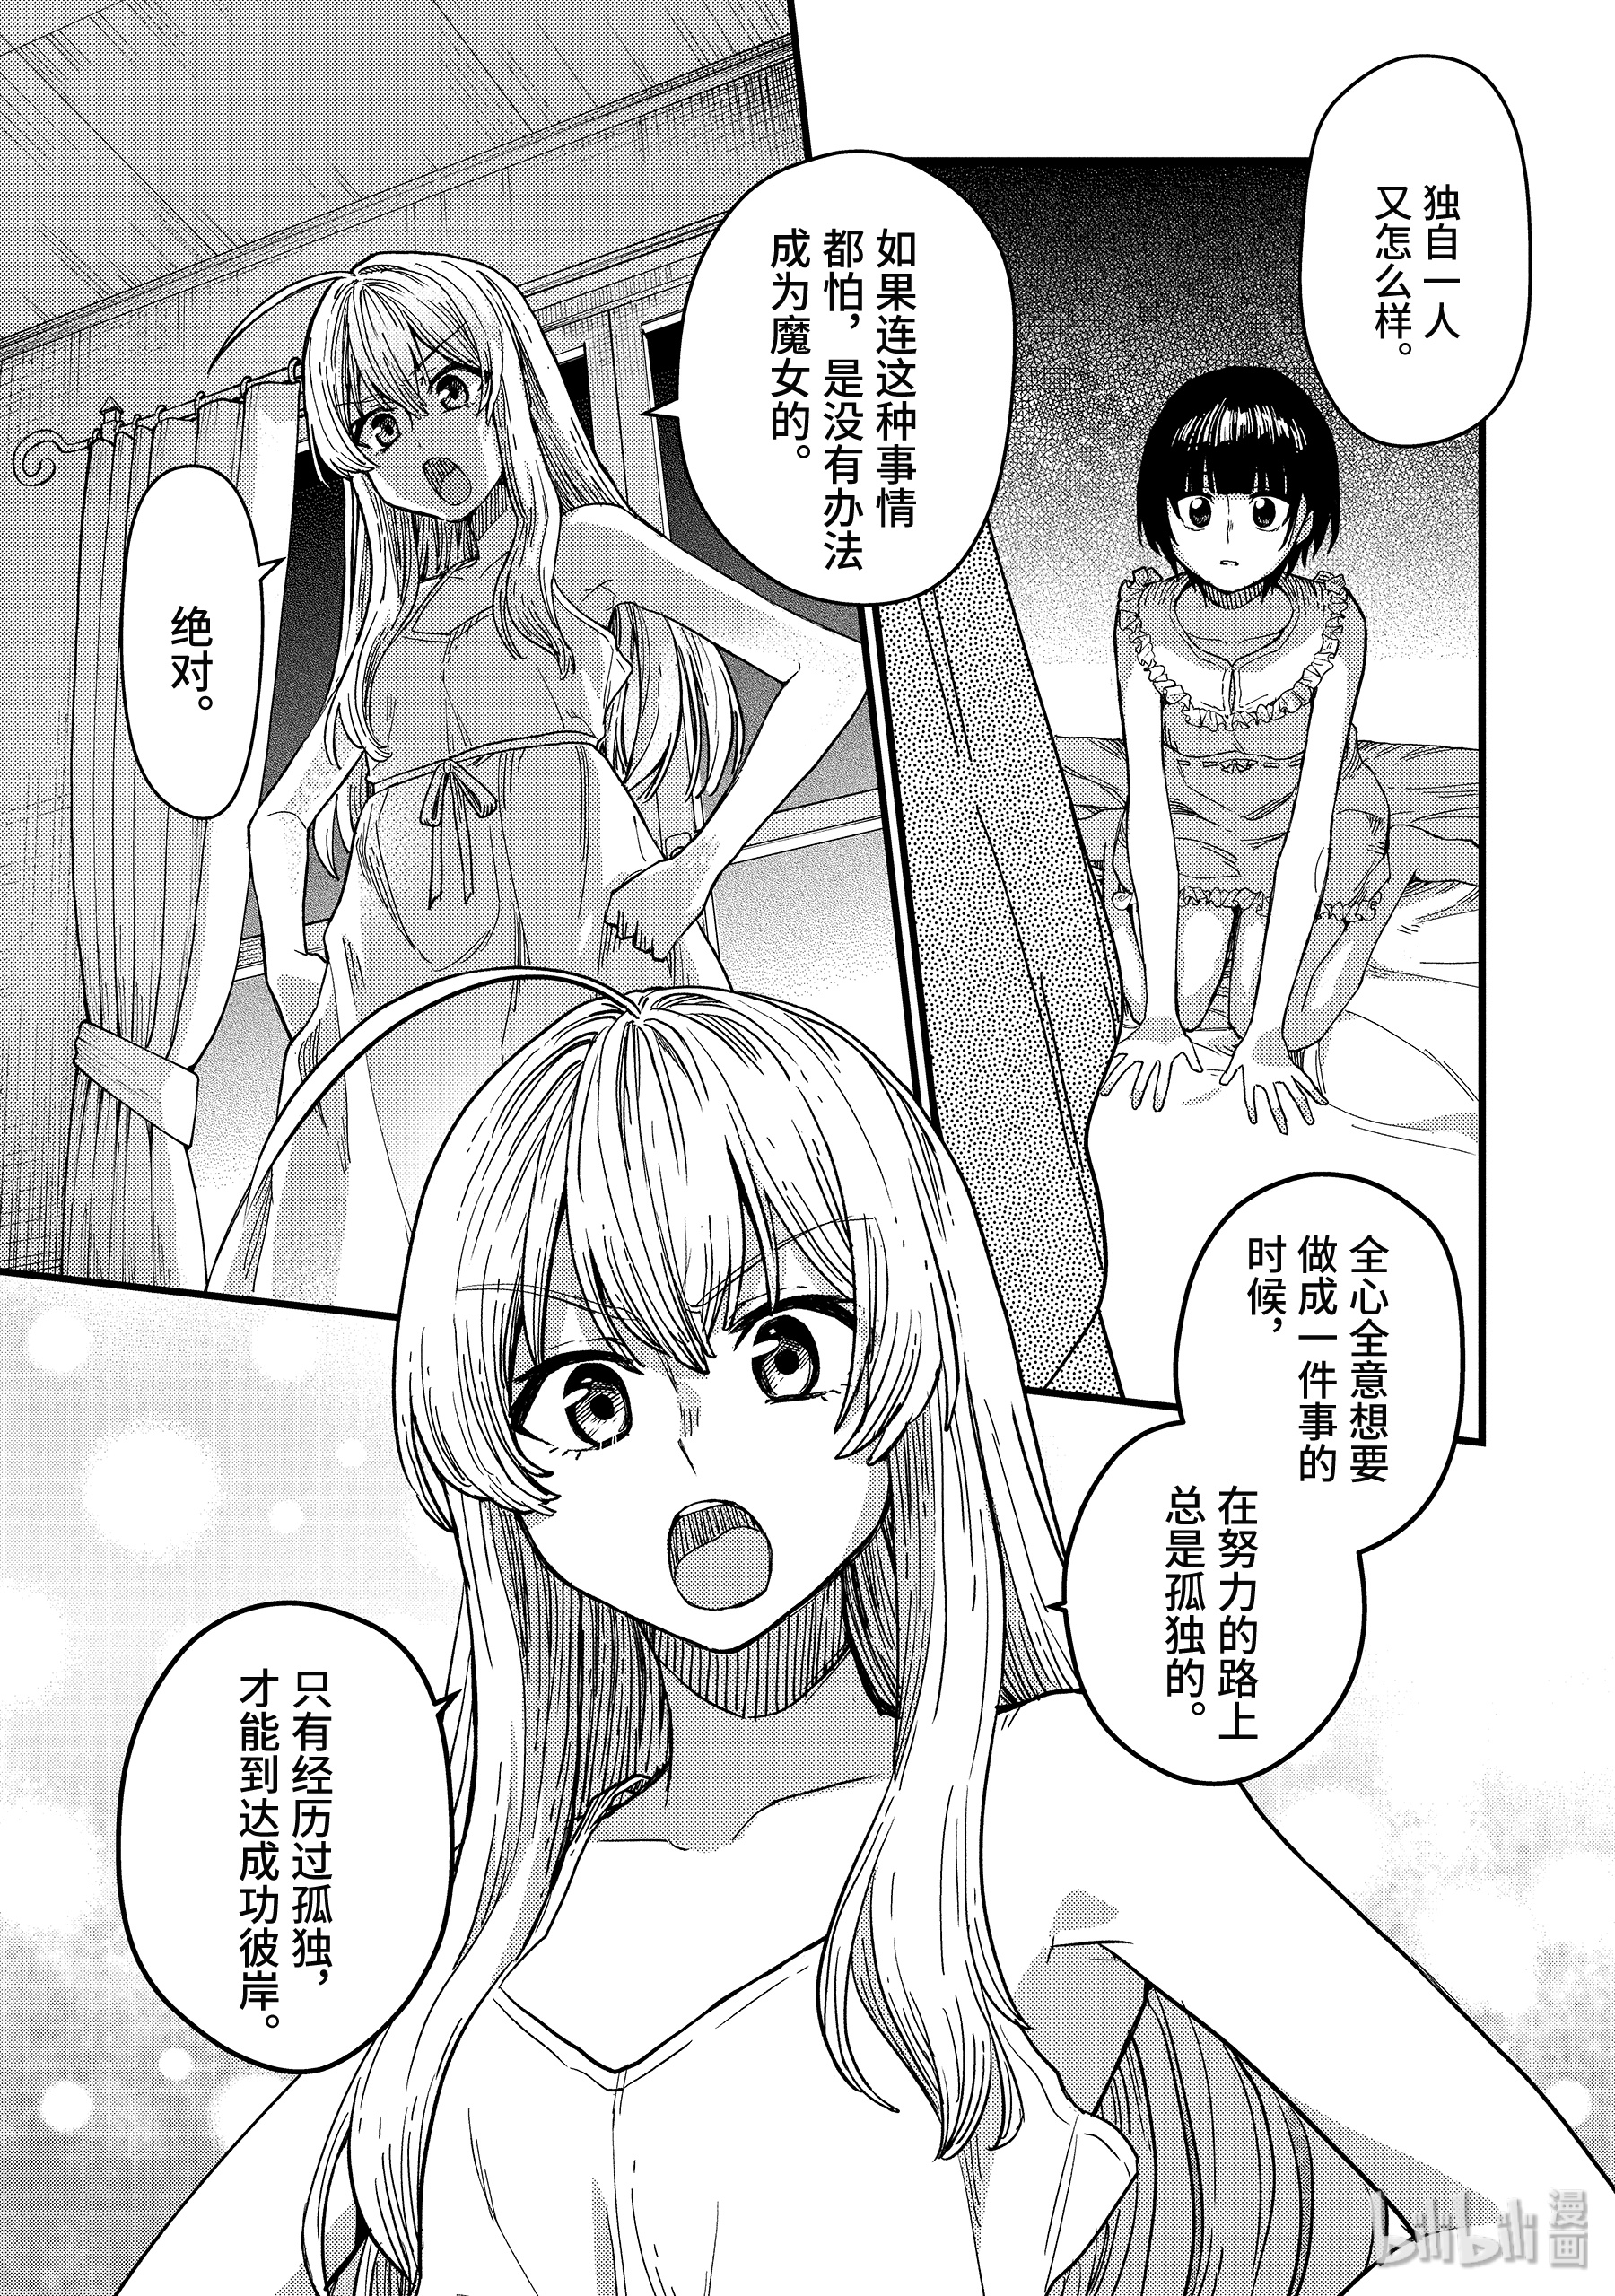 独自一人
又怎么样。
如果连这种事情
都怕，是没有办法
成为魔女的。
绝对。
全心全意想要
做成一件事的
时候，
在努力的路上
总是孤独的。
只有经历过孤独，
才能到达成功彼岸。
bilibili
漫画